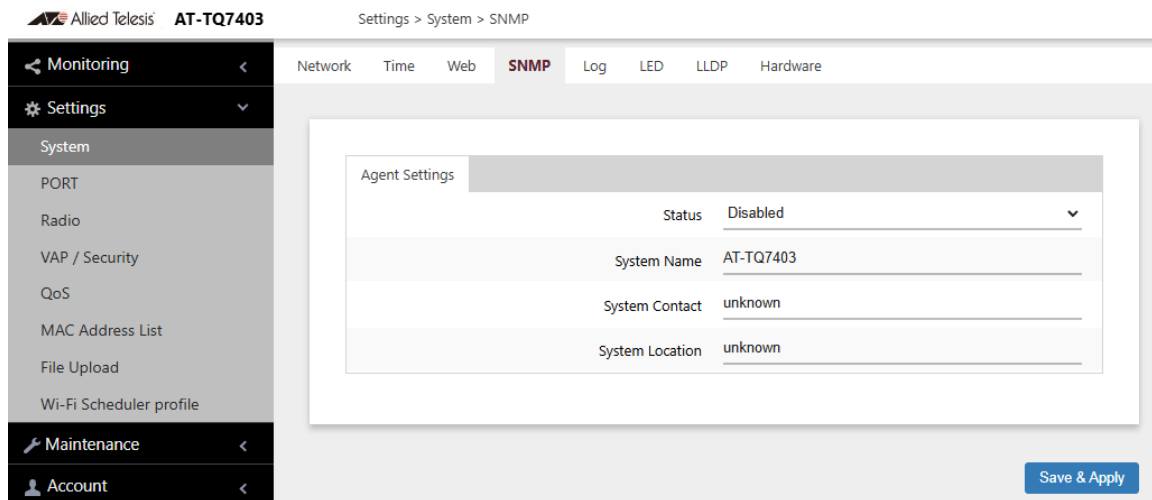 Allied Telesis AT-TQ7403 Settings > System > SNMP
Monitoring
Network Time Web SNMP Log LED LLDP Hardware
Settings
System
PORT
Radio
VAP / Security
QoS
MAC Address List
File Upload
Wi-Fi Scheduler profile
Maintenance
Account
Agent Settings
Status Disabled
System Name AT-TQ7403
System Contact unknown
System Location unknown
Save & Apply